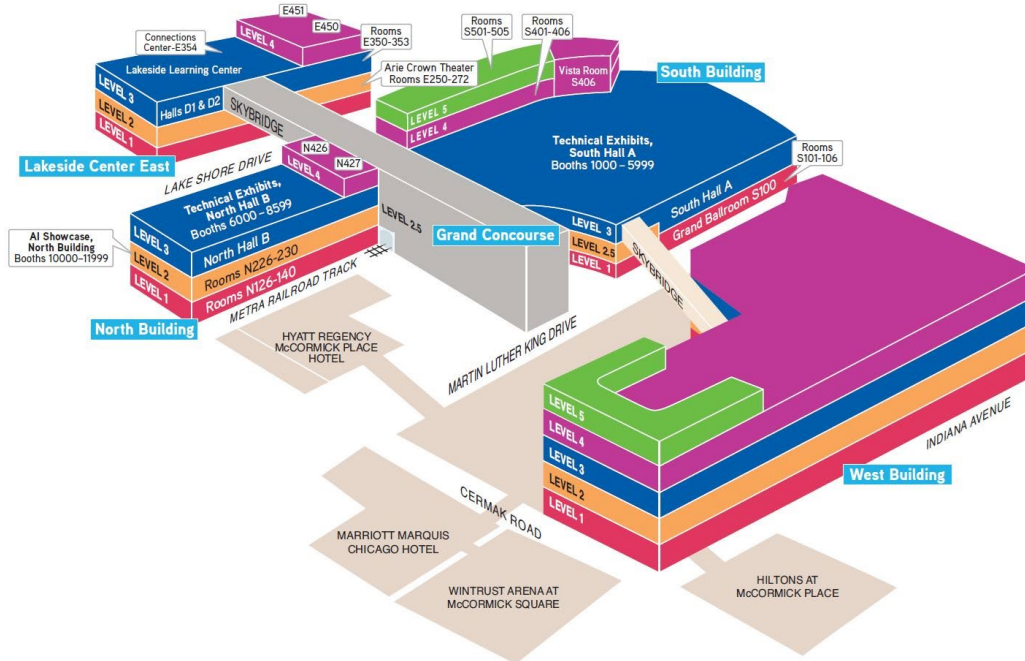 E451
E450
LEVEL 4
Connections
Center-E354
Rooms
E350-353
Lakeside Learning Center
Arie Crown Theater
Rooms E250-272
LEVEL 3
Halls D1 & D2
LEVEL 2
LEVEL 1
Lakeside Center East
SKYBRIDGE
LAKE SHORE DRIVE
Rooms
S501-505
Rooms
S401-406
Vista Room
S406
LEVEL 5
LEVEL 4
South Building
Technical Exhibits,
South Hall A
Booths 1000–5999
Rooms
S101-106
LEVEL 3
South Hall A
LEVEL 2.5
Grand Ballroom S100
LEVEL 1
SKYBRIDGE
N426
N427
LEVEL 4
Technical Exhibits,
North Hall B
Booths 6000–8599
AI Showcase,
North Building
Booths 10000–11999
LEVEL 3
North Hall B
LEVEL 2
Rooms N226-230
LEVEL 1
Rooms N126-140
North Building
METRA RAILROAD TRACK
LEVEL 2.5
Grand Concourse
HYATT REGENCY
McCORMICK PLACE
HOTEL
MARTIN LUTHER KING DRIVE
LEVEL 5
LEVEL 4
LEVEL 3
LEVEL 2
LEVEL 1
West Building
INDIANA AVENUE
CERMAK ROAD
MARRIOTT MARQUIS
CHICAGO HOTEL
WINTRUST ARENA AT
McCORMICK SQUARE
HILTONS AT
McCORMICK PLACE